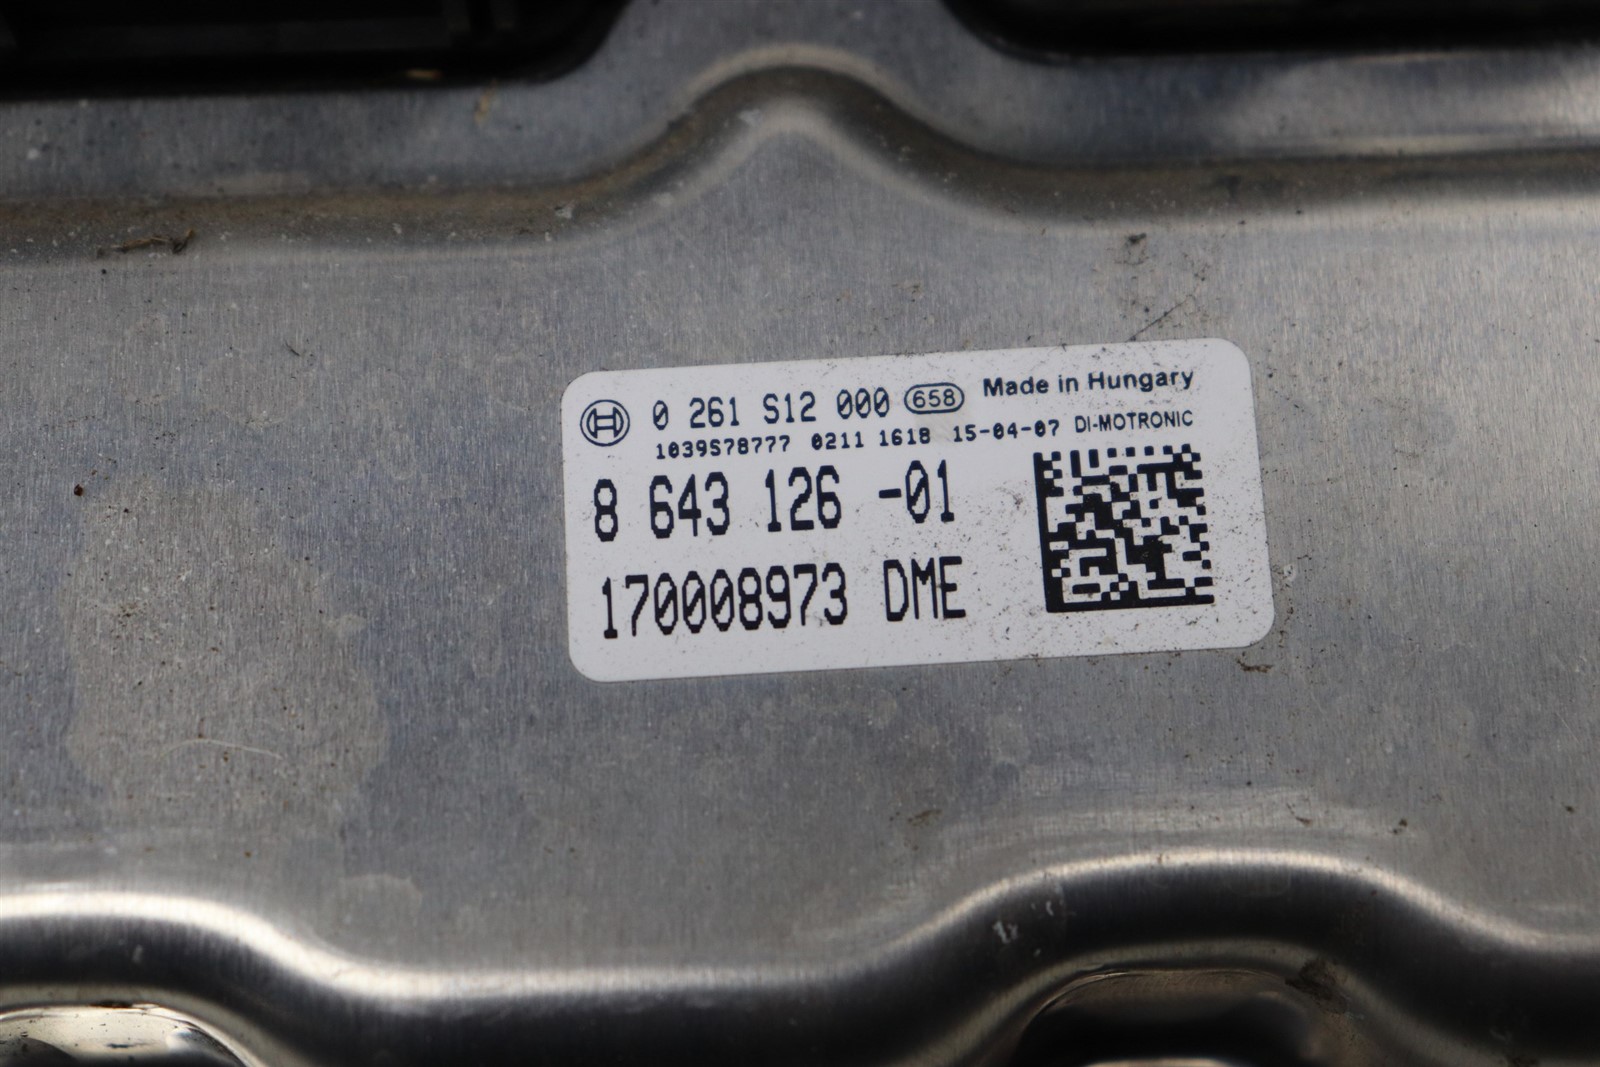 0 261 S12 000 658 Made in Hungary
1039S78777 0211 1618 15-04-07 DI-MOTRONIC
8 643 126 -01
170008973 DME